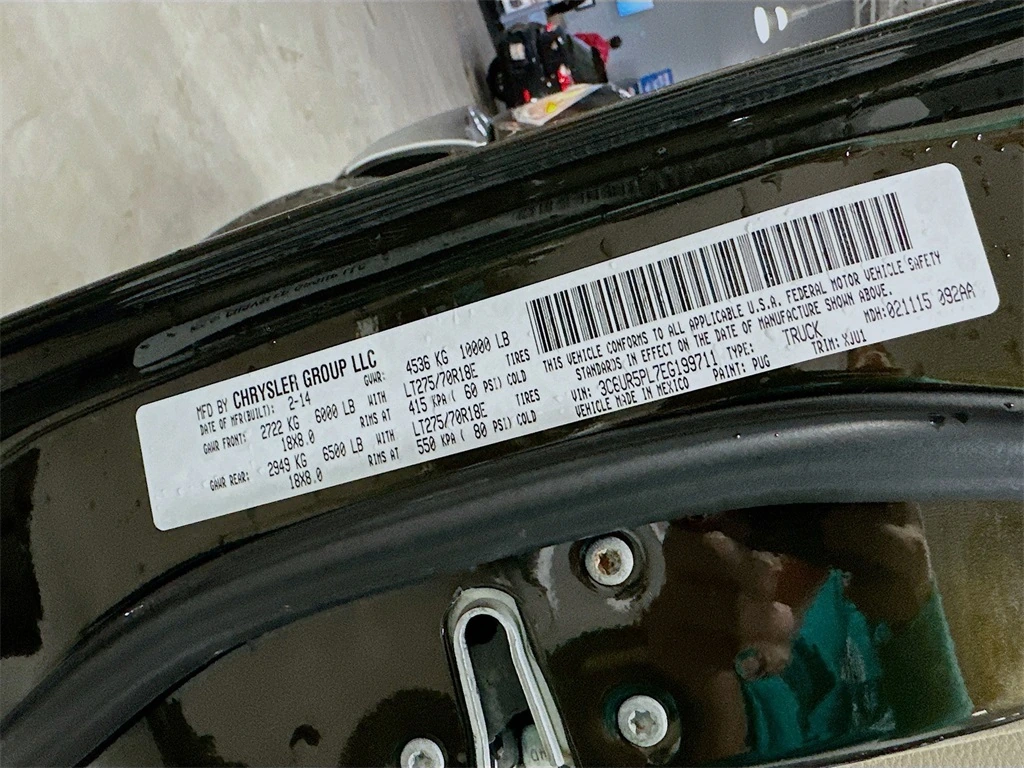 MFD BY CHRYSLER GROUP LLC
DATE OF MFR(BUILT): 2-14 GVWR: 4536 KG 10000 LB
GAWR FRONT: 2722 KG 6000 LB WITH LT275/70R18E TIRES
18X8.0 RIMS AT 415 KPA( 60 PSI) COLD
GAWR REAR: 2949 KG 6500 LB WITH LT275/70R18E TIRES
18X8.0 RIMS AT 550 KPA ( 80 PSI) COLD
THIS VEHICLE CONFORMS TO ALL APPLICABLE U.S.A. FEDERAL MOTOR VEHICLE SAFETY
STANDARDS IN EFFECT ON THE DATE OF MANUFACTURE SHOWN ABOVE.
VIN: 3CEUR5PL7EG199711 TYPE: TRUCK MDH:021115 092AA
VEHICLE MADE IN MEXICO PAINT: PUG TRIM: XJU1